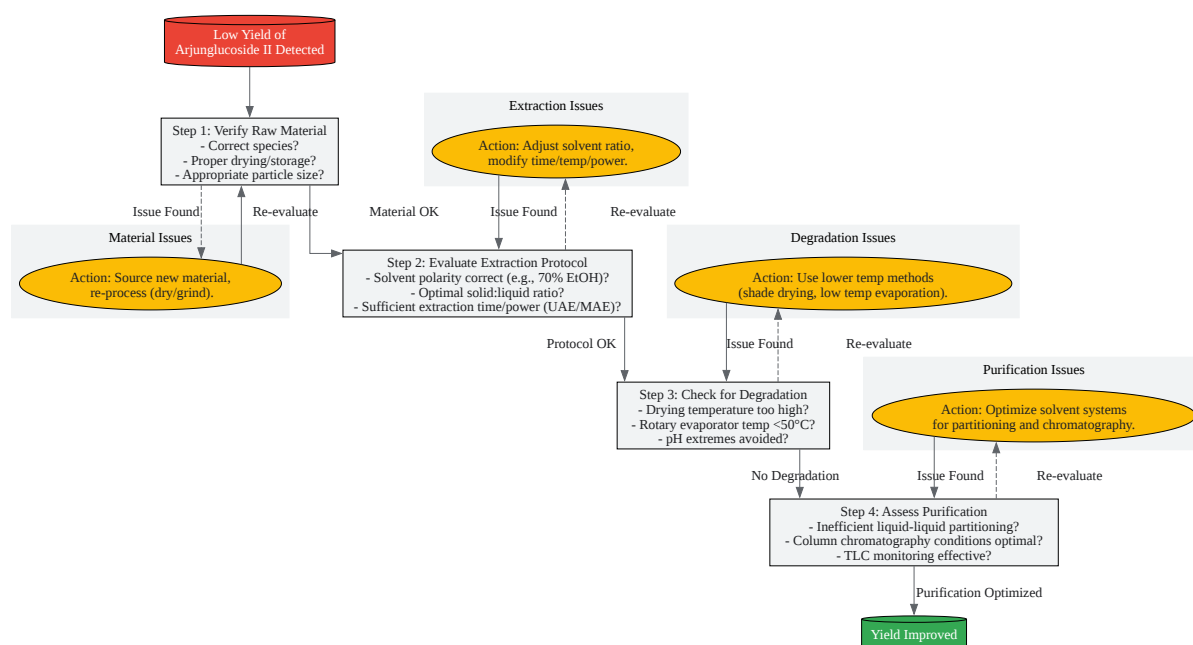 Low Yield of
Arjunglucoside II Detected
Step 1: Verify Raw Material
- Correct species?
- Proper drying/storage?
- Appropriate particle size?
Extraction Issues
Action: Adjust solvent ratio,
modify time/temp/power.
Issue Found
Re-evaluate
Material OK
Issue Found
Re-evaluate
Material Issues
Action: Source new material,
re-process (dry/grind).
Step 2: Evaluate Extraction Protocol
- Solvent polarity correct (e.g., 70% EtOH)?
- Optimal solid:liquid ratio?
- Sufficient extraction time/power (UAE/MAE)?
Degradation Issues
Action: Use lower temp methods
(shade drying, low temp evaporation).
Protocol OK
Issue Found
Re-evaluate
Step 3: Check for Degradation
- Drying temperature too high?
- Rotary evaporator temp <50°C?
- pH extremes avoided?
Purification Issues
Action: Optimize solvent systems
for partitioning and chromatography.
No Degradation
Issue Found
Re-evaluate
Step 4: Assess Purification
- Inefficient liquid-liquid partitioning?
- Column chromatography conditions optimal?
- TLC monitoring effective?
Purification Optimized
Yield Improved